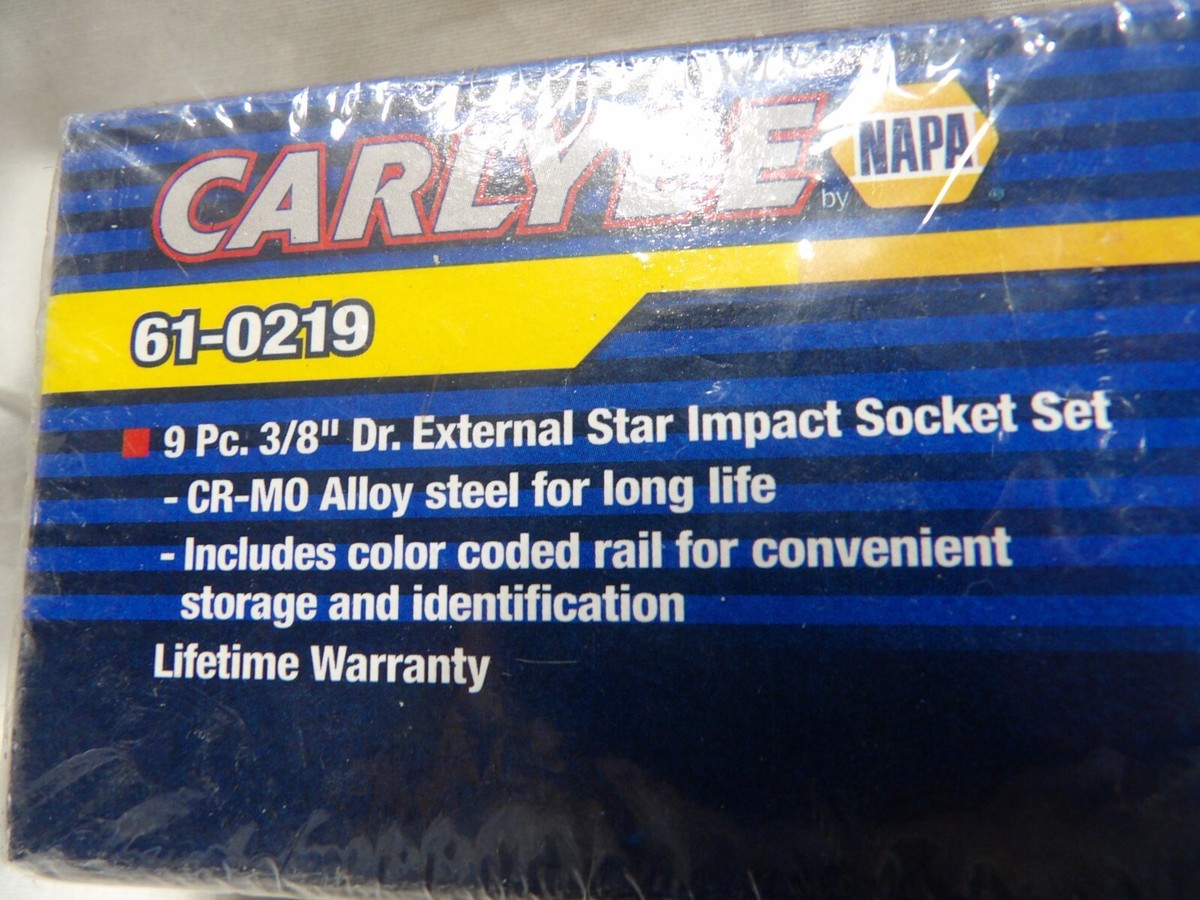 CARLYLE by NAPA
61-0219
9 Pc. 3/8" Dr. External Star Impact Socket Set
- CR-MO Alloy steel for long life
- Includes color coded rail for convenient
storage and identification
Lifetime Warranty